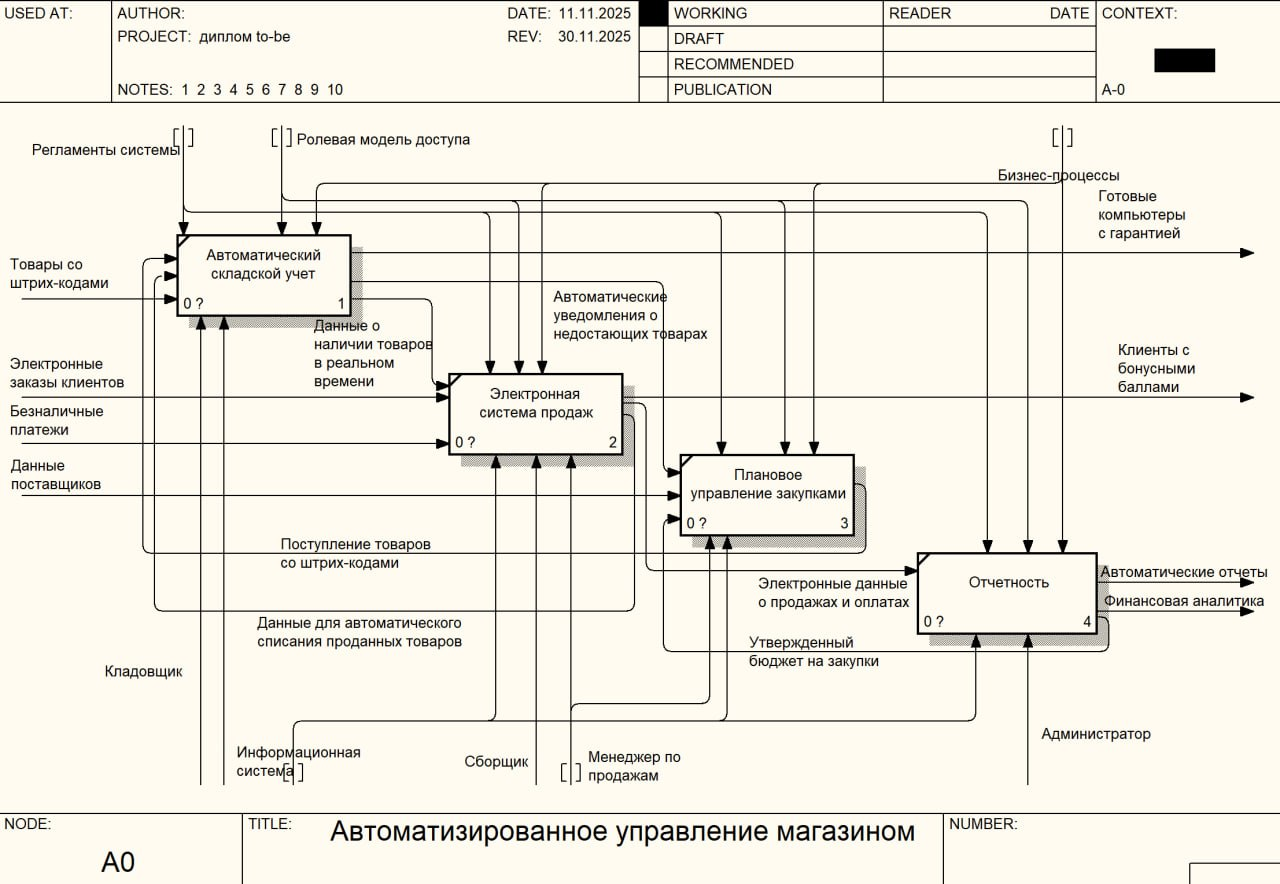 USED AT:
AUTHOR:
DATE: 11.11.2025
PROJECT: диплом to-be
REV: 30.11.2025
NOTES: 1 2 3 4 5 6 7 8 9 10
WORKING
DRAFT
RECOMMENDED
PUBLICATION
READER DATE
CONTEXT:
A-0
Регламенты системы
Ролевая модель доступа
Бизнес-процессы
Готовые
компьютеры
с гарантией
Товары со
штрих-кодами
Автоматический
складской учет
0 ? 1
Данные о
наличии товаров
в реальном
времени
Автоматические
уведомления о
недостающих товарах
Электронные
заказы клиентов
Безналичные
платежи
Данные
поставщиков
Электронная
система продаж
0 ? 2
Клиенты с
бонусными
баллами
Плановое
управление закупками
0 ? 3
Поступление товаров
со штрих-кодами
Данные для автоматического
списания проданных товаров
Электронные данные
о продажах и оплатах
Отчетность
0 ? 4
Автоматические отчеты
Финансовая аналитика
Утвержденный
бюджет на закупки
Кладовщик
Информационная
система
Сборщик
Менеджер по
продажам
Администратор
NODE:
A0
TITLE:
Автоматизированное управление магазином
NUMBER: